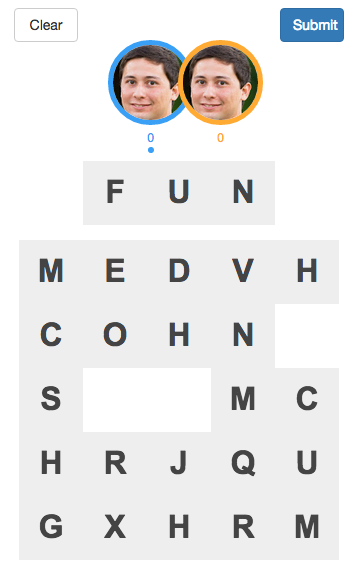 Clear Submit
0 0
F U N
M E D V H
C O H N
S M C
H R J Q U
G X H R M